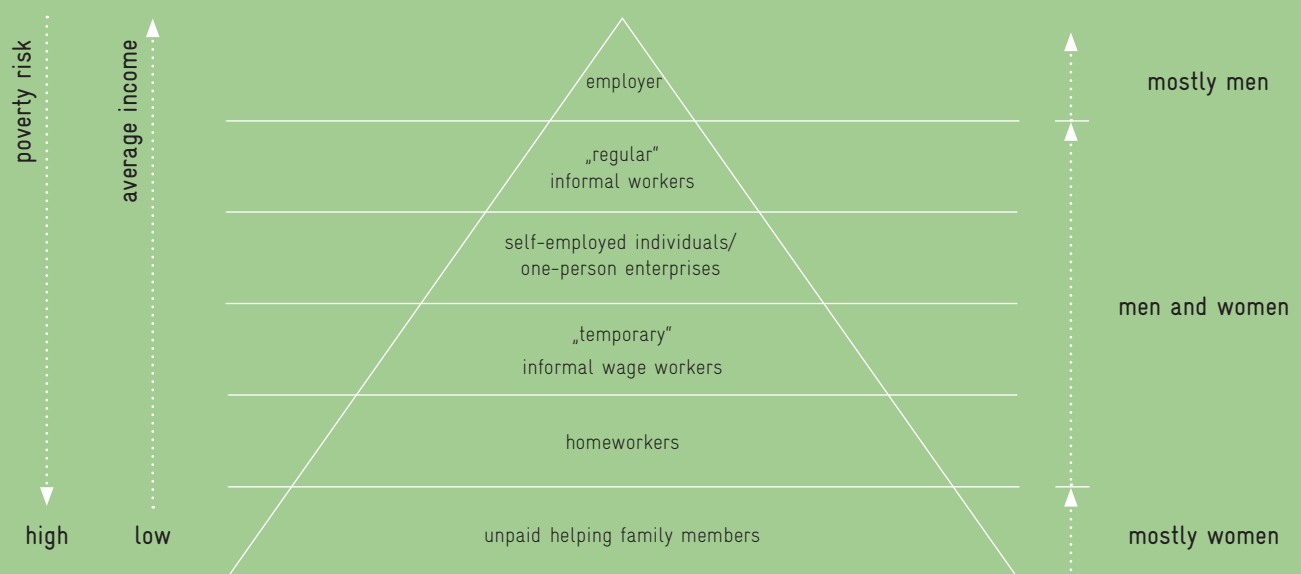 poverty risk
average income
employer
mostly men
„regular“
informal workers
self-employed individuals/
one-person enterprises
men and women
„temporary“
informal wage workers
homeworkers
high
low
unpaid helping family members
mostly women